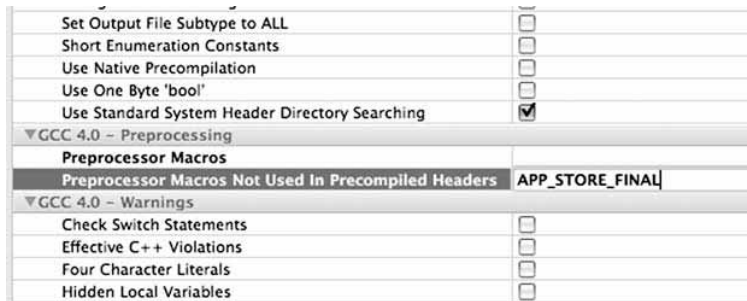 Set Output File Subtype to ALL
Short Enumeration Constants
Use Native Precompilation
Use One Byte 'bool'
Use Standard System Header Directory Searching
▼GCC 4.0 – Preprocessing
Preprocessor Macros
Preprocessor Macros Not Used In Precompiled Headers APP_STORE_FINAL
▼GCC 4.0 – Warnings
Check Switch Statements
Effective C++ Violations
Four Character Literals
Hidden Local Variables